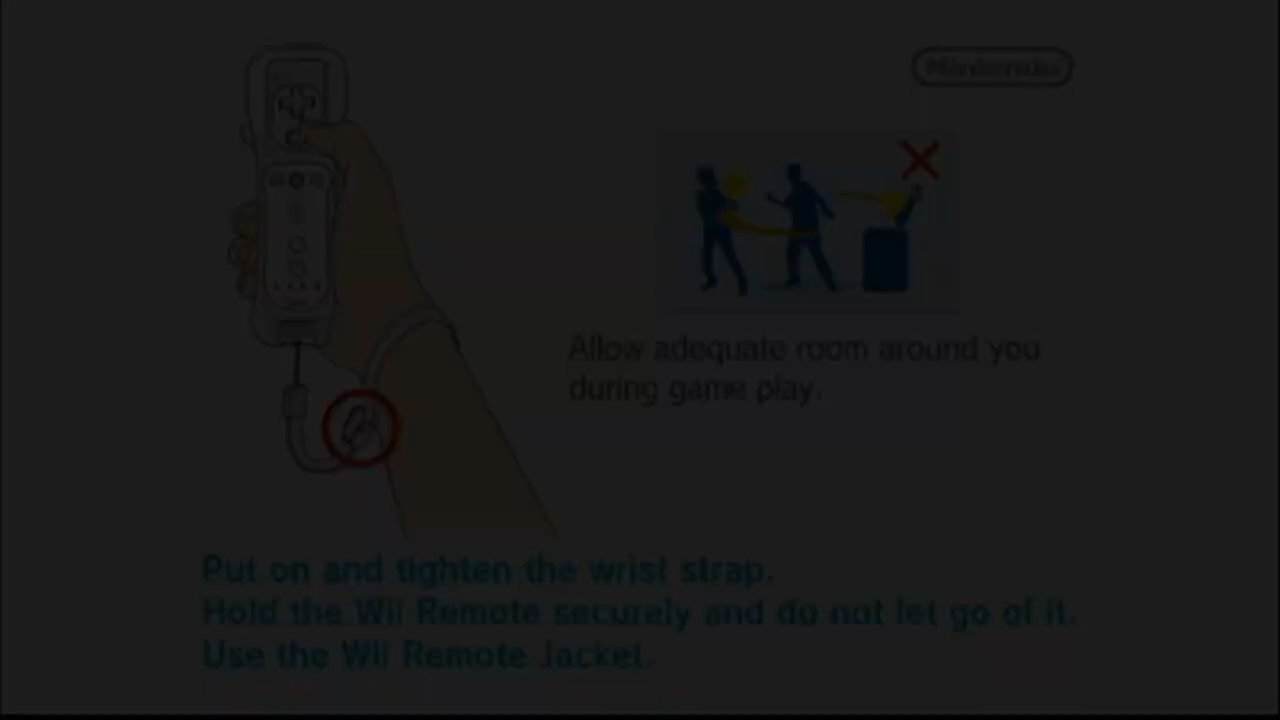 Nintendo
Allow adequate room around you
during game play.
Put on and tighten the wrist strap.
Hold the Wii Remote securely and do not let go of it.
Use the Wii Remote Jacket.